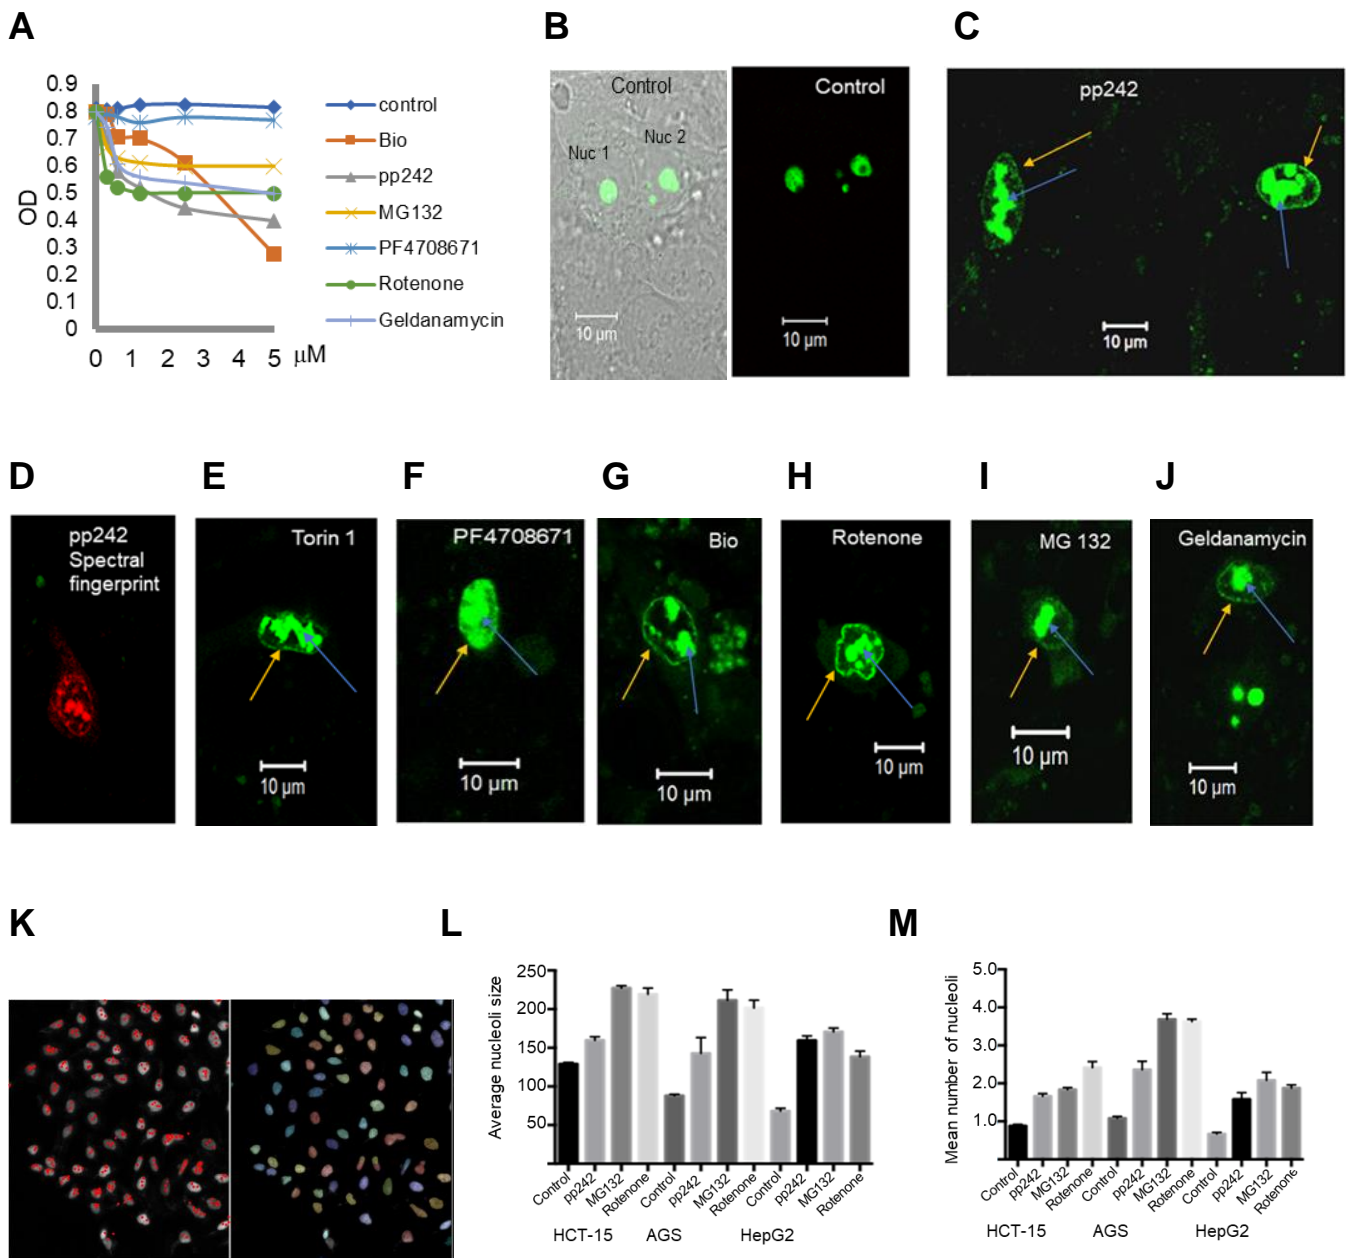 A
B
C
0.9
0.8
0.7
0.6
0.5
0.4
0.3
0.2
0.1
0
OD
0 1 2 3 4 5 µM
control
Bio
pp242
MG132
PF4708671
Rotenone
Geldanamycin
Control
Nuc 1
Nuc 2
10 µm
Control
10 µm
pp242
10 µm
D
E
F
G
H
I
J
pp242
Spectral
fingerprint
Torin 1
10 µm
PF4708671
10 µm
Bio
10 µm
Rotenone
10 µm
MG 132
10 µm
Geldanamycin
10 µm
K
L
M
Average nucleoli size
250
200
150
100
50
Control pp242 MG132 Rotenone Control pp242 MG132 Rotenone Control pp242 MG132 Rotenone
HCT-15 AGS HepG2
Mean number of nucleoli
5.0
4.0
3.0
2.0
1.0
Control pp242 MG132 Rotenone Control pp242 MG132 Rotenone Control pp242 MG132 Rotenone
HCT-15 AGS HepG2